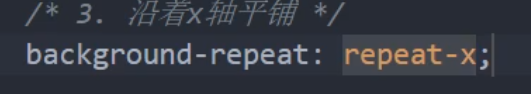 /* 3. 沿着x轴平铺 */
background-repeat: repeat-x;